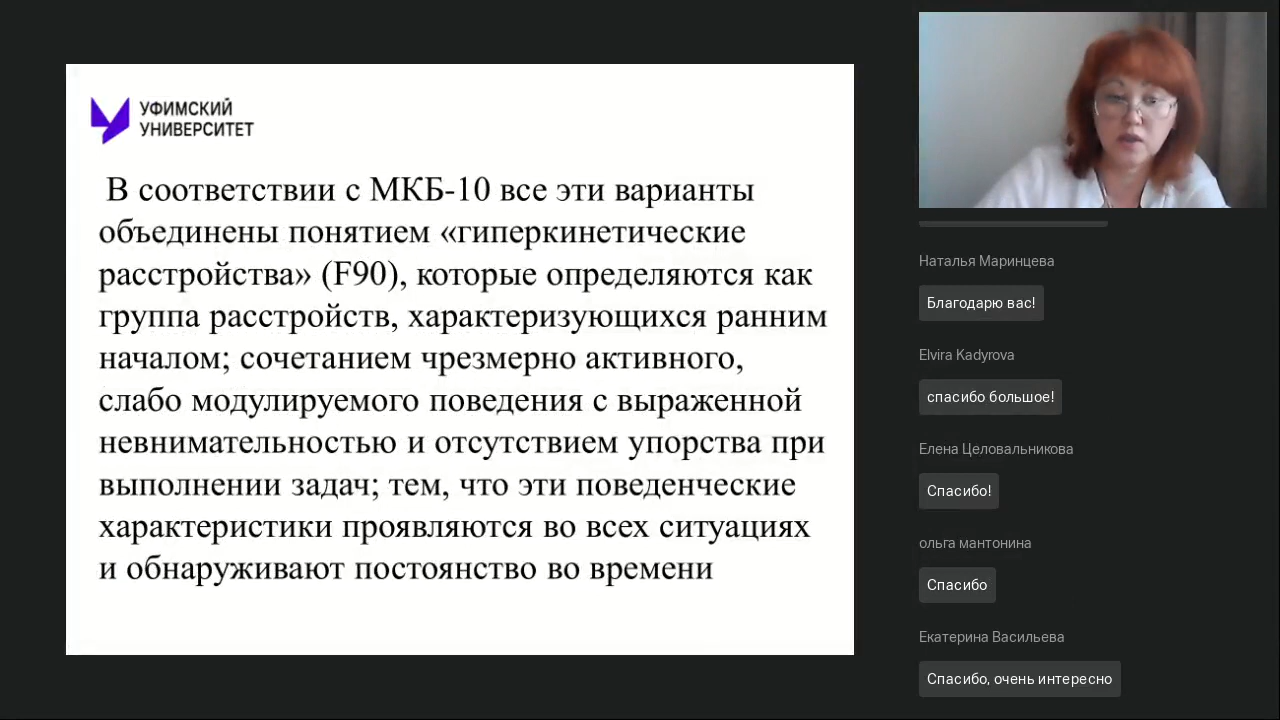 УФИМСКИЙ
УНИВЕРСИТЕТ
В соответствии с МКБ-10 все эти варианты
объединены понятием «гиперкинетические
расстройства» (F90), которые определяются как
группа расстройств, характеризующихся ранним
началом; сочетанием чрезмерно активного,
слабо модулируемого поведения с выраженной
невнимательностью и отсутствием упорства при
выполнении задач; тем, что эти поведенческие
характеристики проявляются во всех ситуациях
и обнаруживают постоянство во времени
Наталья Маринцева
Благодарю вас!
Elvira Kadyrova
спасибо большое!
Елена Целовальникова
Спасибо!
ольга мантонина
Спасибо
Екатерина Васильева
Спасибо, очень интересно